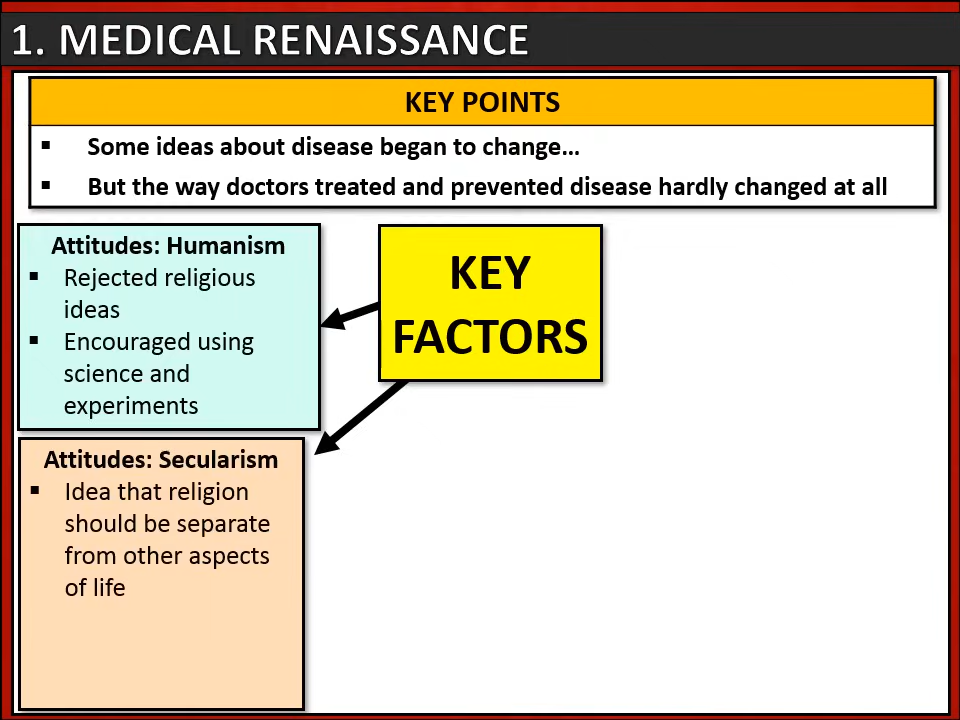 1. MEDICAL RENAISSANCE
KEY POINTS
▪ Some ideas about disease began to change…
▪ But the way doctors treated and prevented disease hardly changed at all
Attitudes: Humanism
▪ Rejected religious
ideas
▪ Encouraged using
science and
experiments
KEY
FACTORS
Attitudes: Secularism
▪ Idea that religion
should be separate
from other aspects
of life